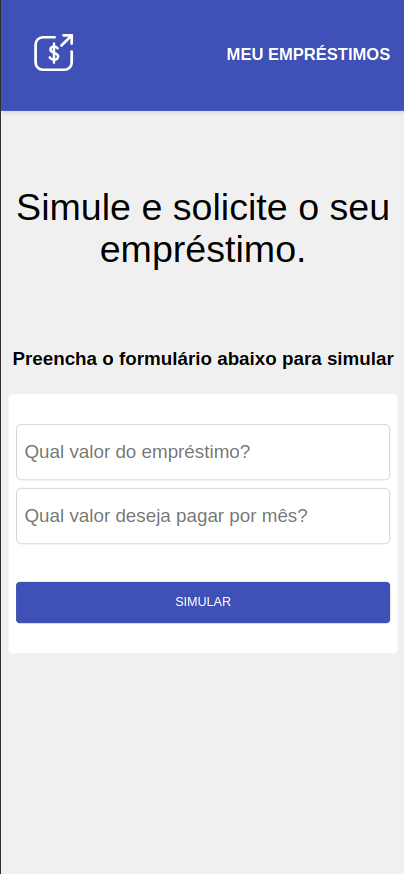 $
MEU EMPRÉSTIMOS
Simule e solicite o seu
empréstimo.
Preencha o formulário abaixo para simular
Qual valor do empréstimo?
Qual valor deseja pagar por mês?
SIMULAR